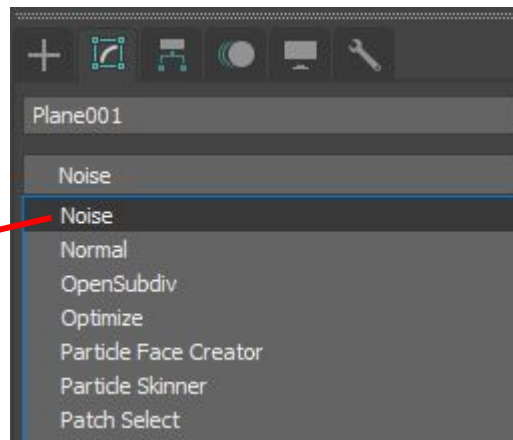 Plane001
Noise
Noise
Normal
OpenSubdiv
Optimize
Particle Face Creator
Particle Skinner
Patch Select